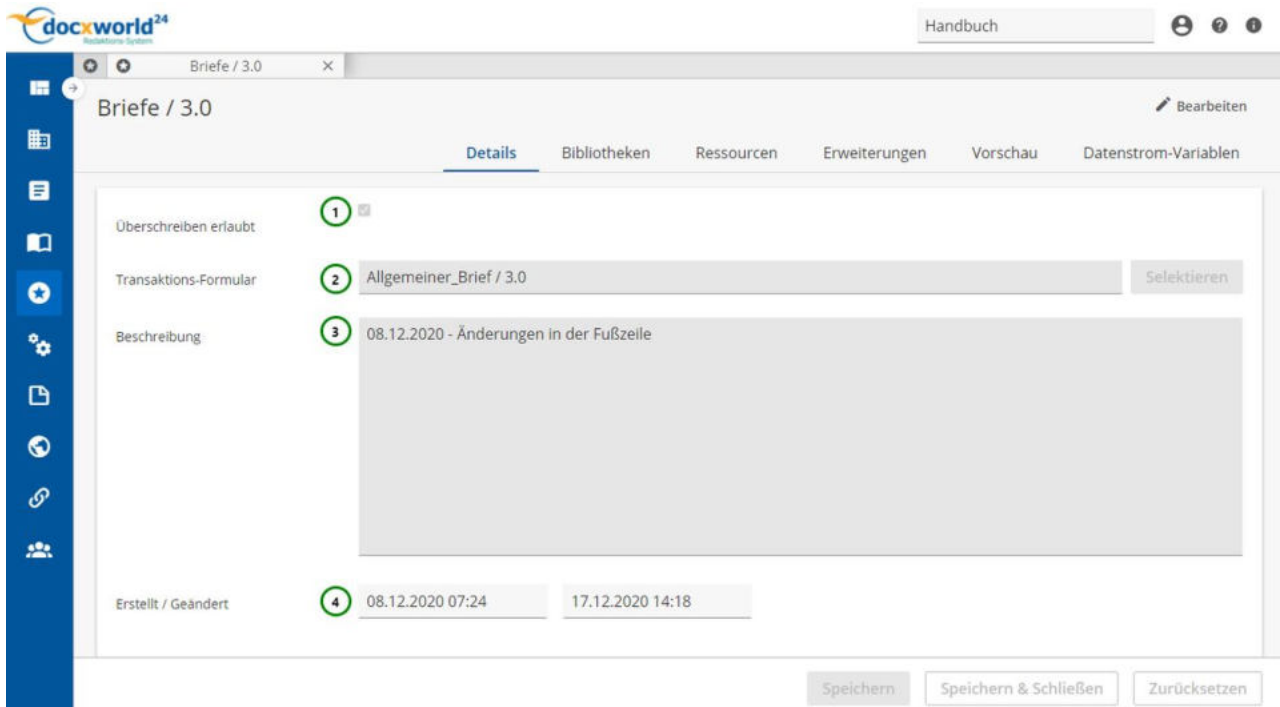 docxworld24
Redaktions-System
Handbuch
Briefe / 3.0
Briefe / 3.0
Bearbeiten
Details Bibliotheken Ressourcen Erweiterungen Vorschau Datenstrom-Variablen
Überschreiben erlaubt 1
Transaktions-Formular 2 Allgemeiner_Brief / 3.0 Selektieren
Beschreibung 3 08.12.2020 - Änderungen in der Fußzeile
Erstellt / Geändert 4 08.12.2020 07:24 17.12.2020 14:18
Speichern Speichern & Schließen Zurücksetzen